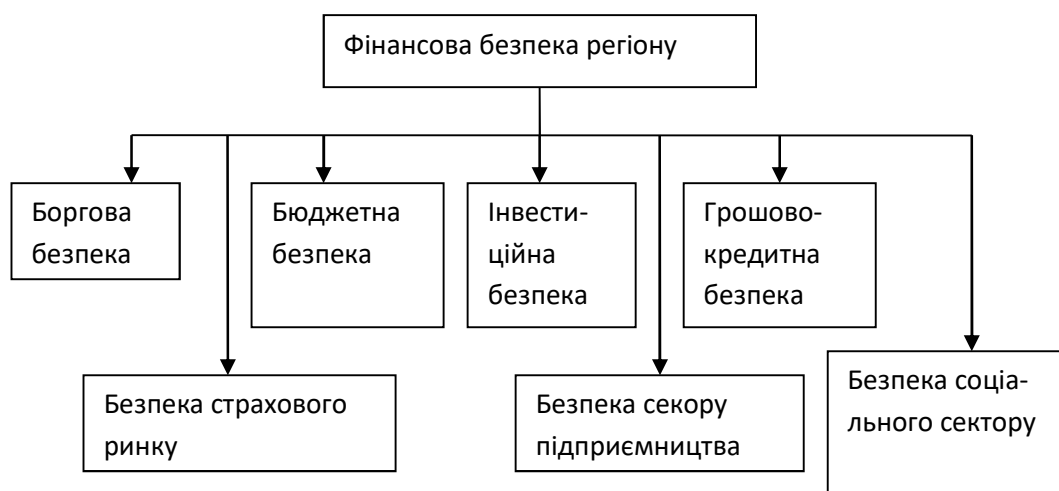 Фінансова безпека регіону
Боргова
безпека
Бюджетна
безпека
Інвести-
ційна
безпека
Грошово-
кредитна
безпека
Безпека страхового
ринку
Безпека секору
підприємництва
Безпека соціа-
льного сектору